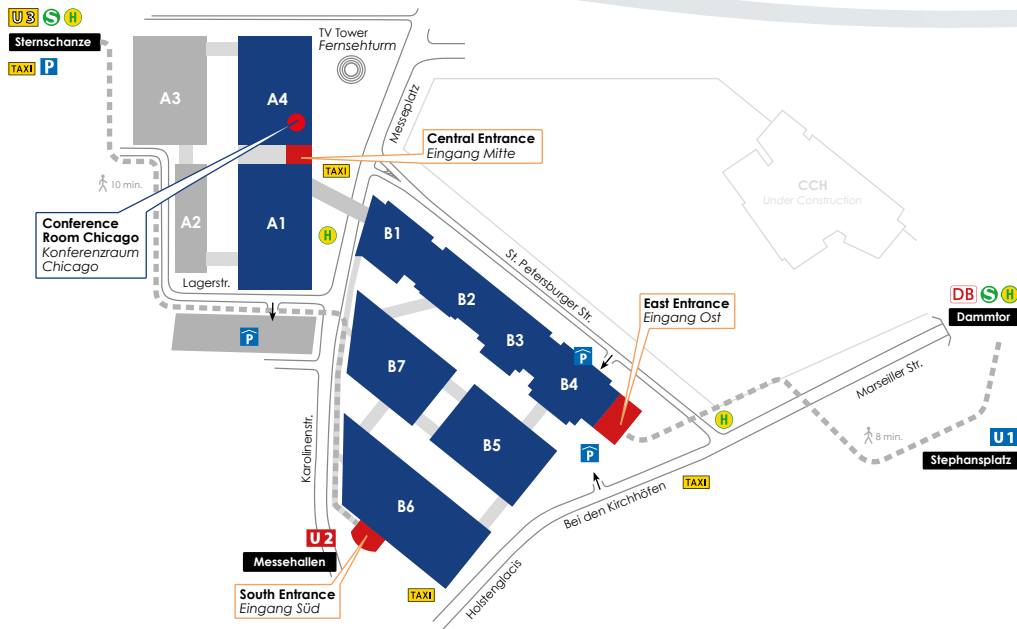 U3 S H
Sternschanze
TAXI P
TV Tower
Fernsehturm
A3
A4
Messeplatz
Central Entrance
Eingang Mitte
TAXI
10 min.
CCH
Under Construction
Conference
Room Chicago
Konferenzraum
Chicago
A2
A1
B1
H
Lagerstr.
St. Petersburger Str.
B2
East Entrance
Eingang Ost
DB S H
Dammtor
P
B3
P
B7
B4
Marseiller Str.
H
8 min.
U1
Stephansplatz
Karolinenstr.
B5
P
TAXI
B6
Bei den Kirchhöfen
U2
Messehallen
South Entrance
Eingang Süd
TAXI
Holstenglacis